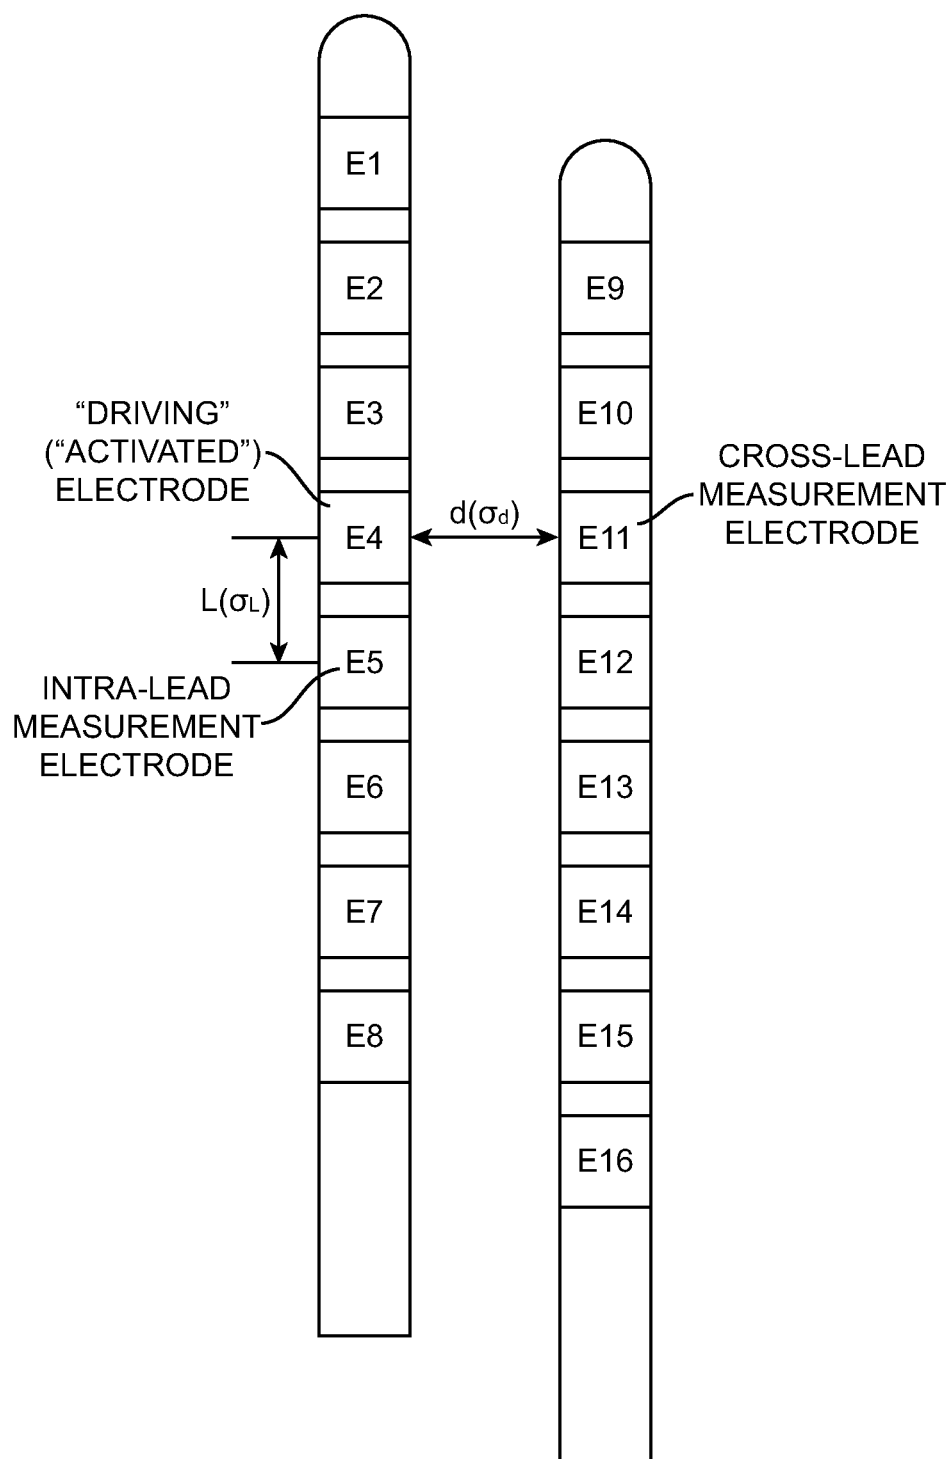 E1
E2
E9
E3
E10
“DRIVING”
(“ACTIVATED”)
ELECTRODE
CROSS-LEAD
MEASUREMENT
ELECTRODE
E4
d(σd)
E11
L(σL)
E5
E12
INTRA-LEAD
MEASUREMENT
ELECTRODE
E6
E13
E7
E14
E8
E15
E16